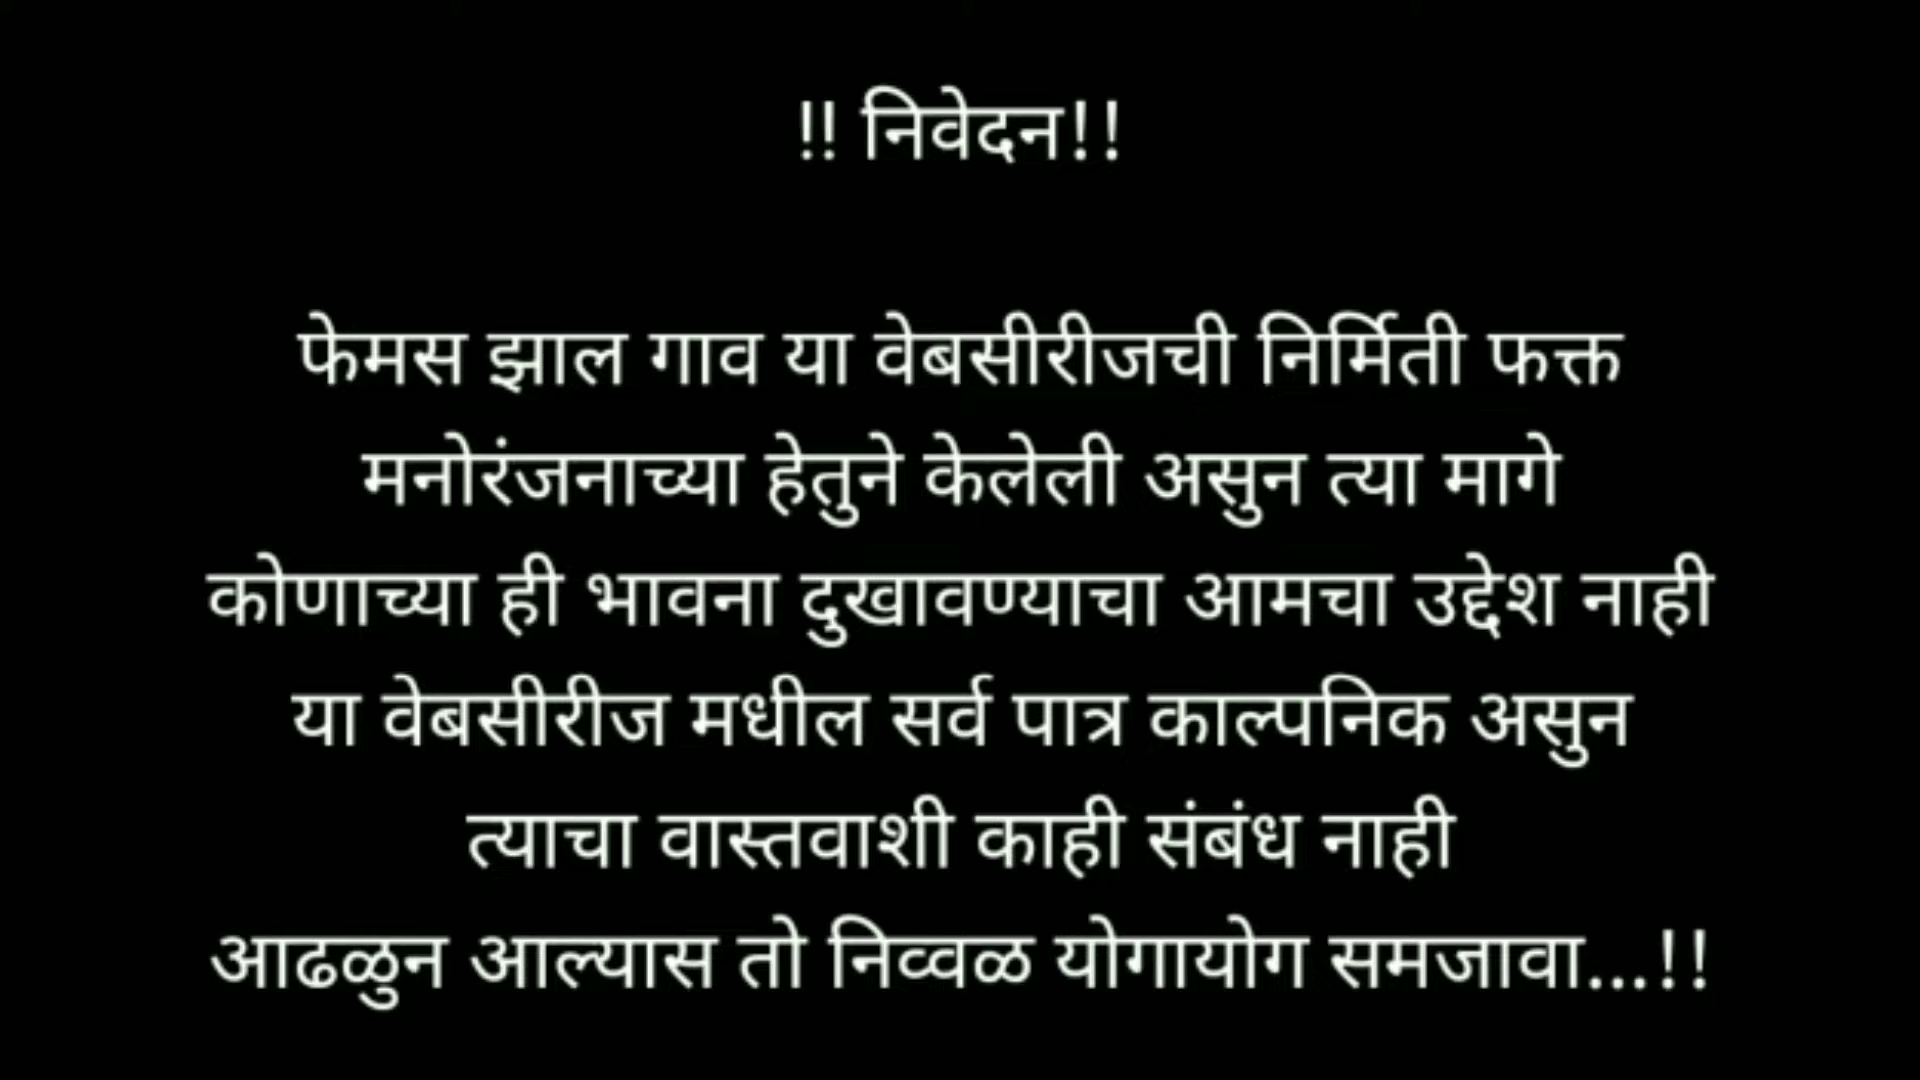 !! निवेदन!!
फेमस झाल गाव या वेबसीरीजची निर्मिती फक्त
मनोरंजनाच्या हेतुने केलेली असुन त्या मागे
कोणाच्या ही भावना दुखावण्याचा आमचा उद्देश नाही
या वेबसीरीज मधील सर्व पात्र काल्पनिक असुन
त्याचा वास्तवाशी काही संबंध नाही
आढळुन आल्यास तो निव्वळ योगायोग समजावा...!!